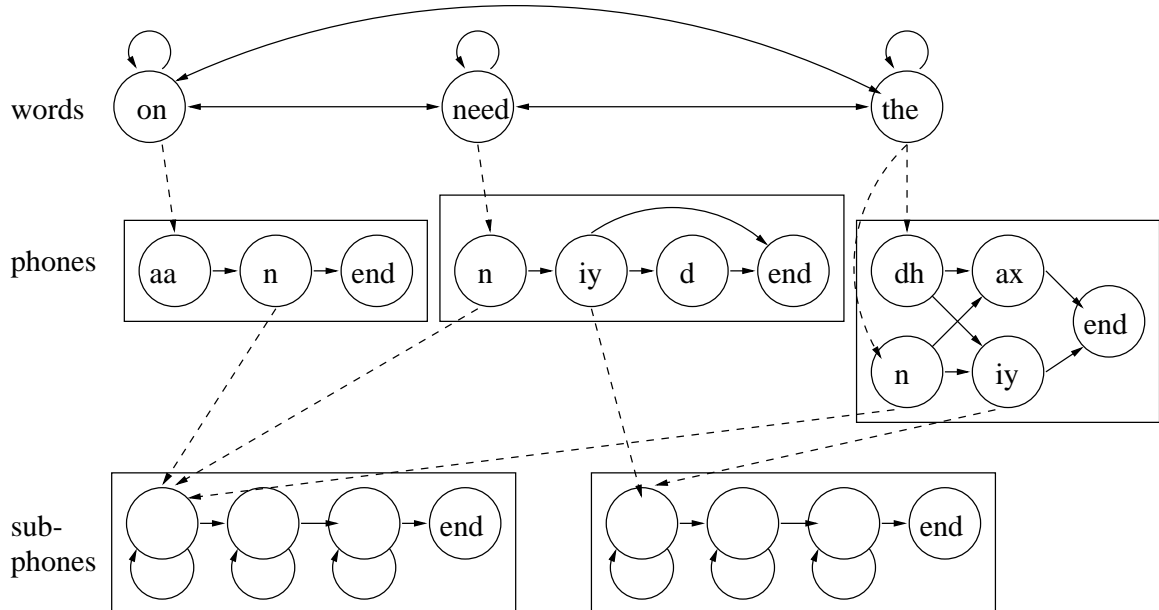 words on need the
phones aa n end n iy d end dh ax
end
n iy
sub-
phones end end